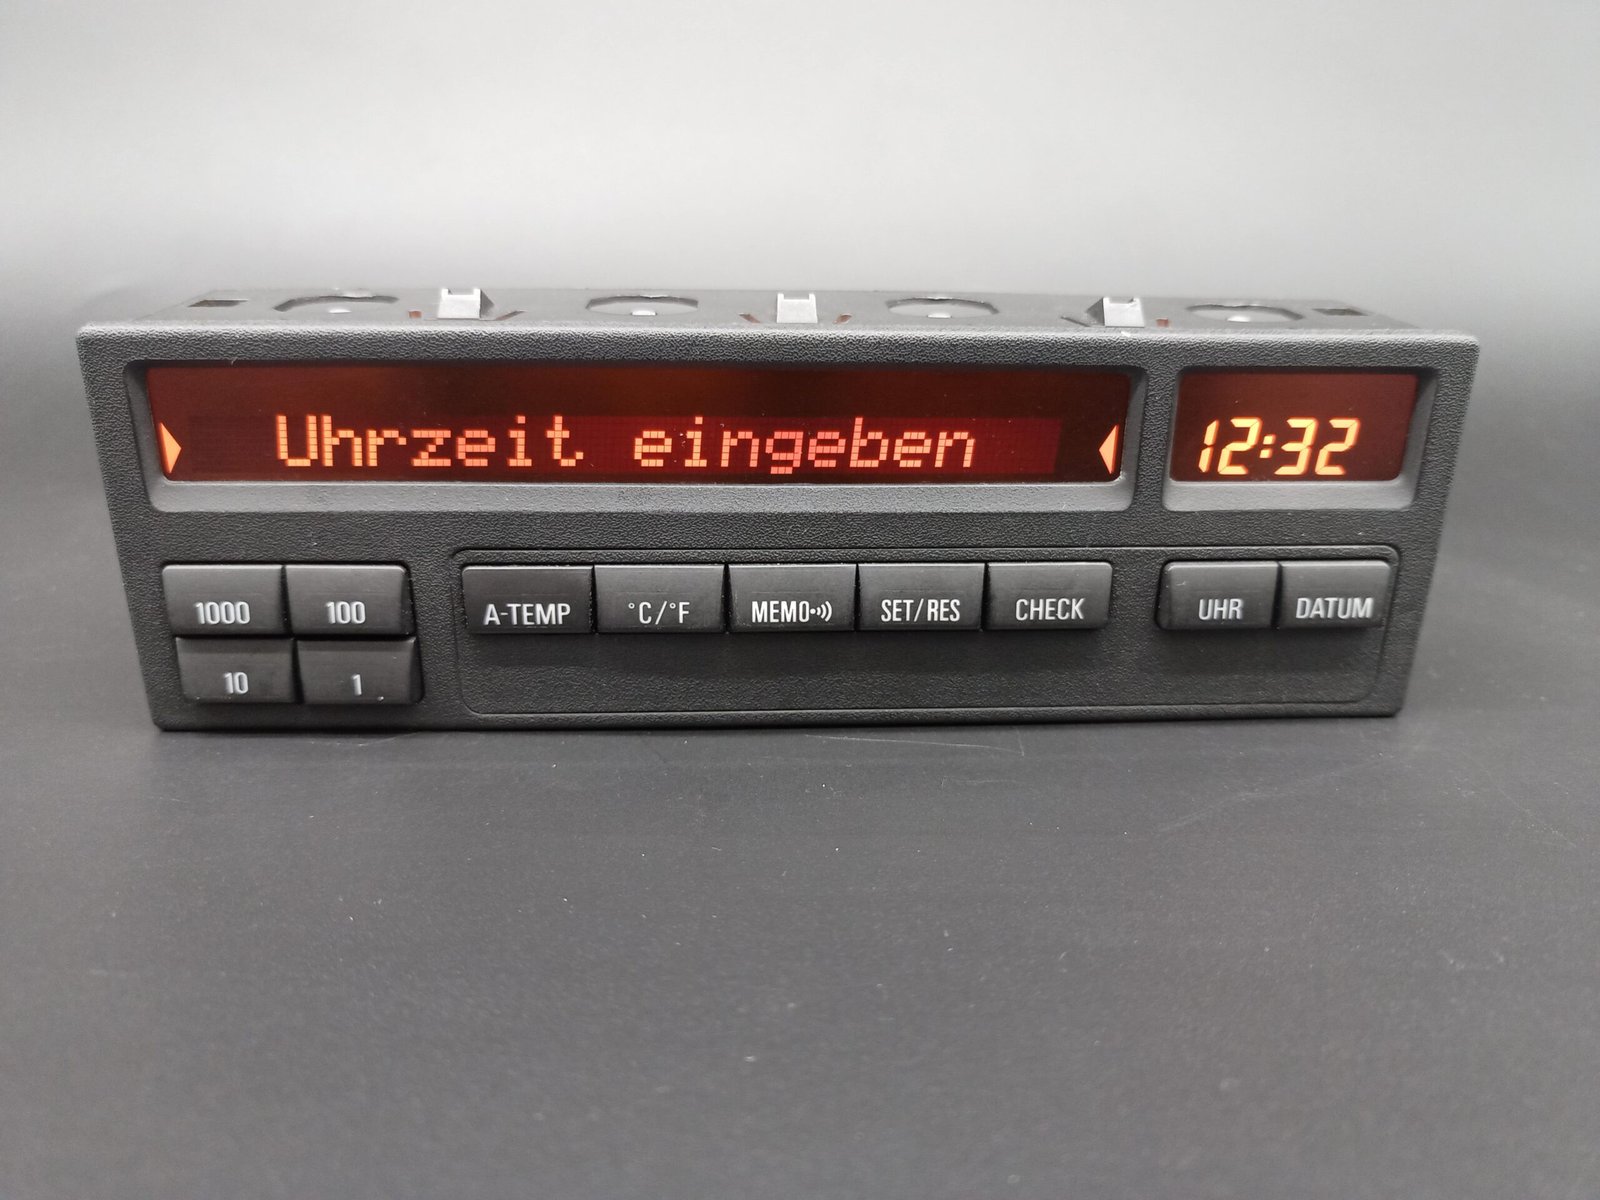 Uhrzeit eingeben
12:32
1000 100
A-TEMP °C/°F MEMO SET/RES CHECK UHR DATUM
10 1